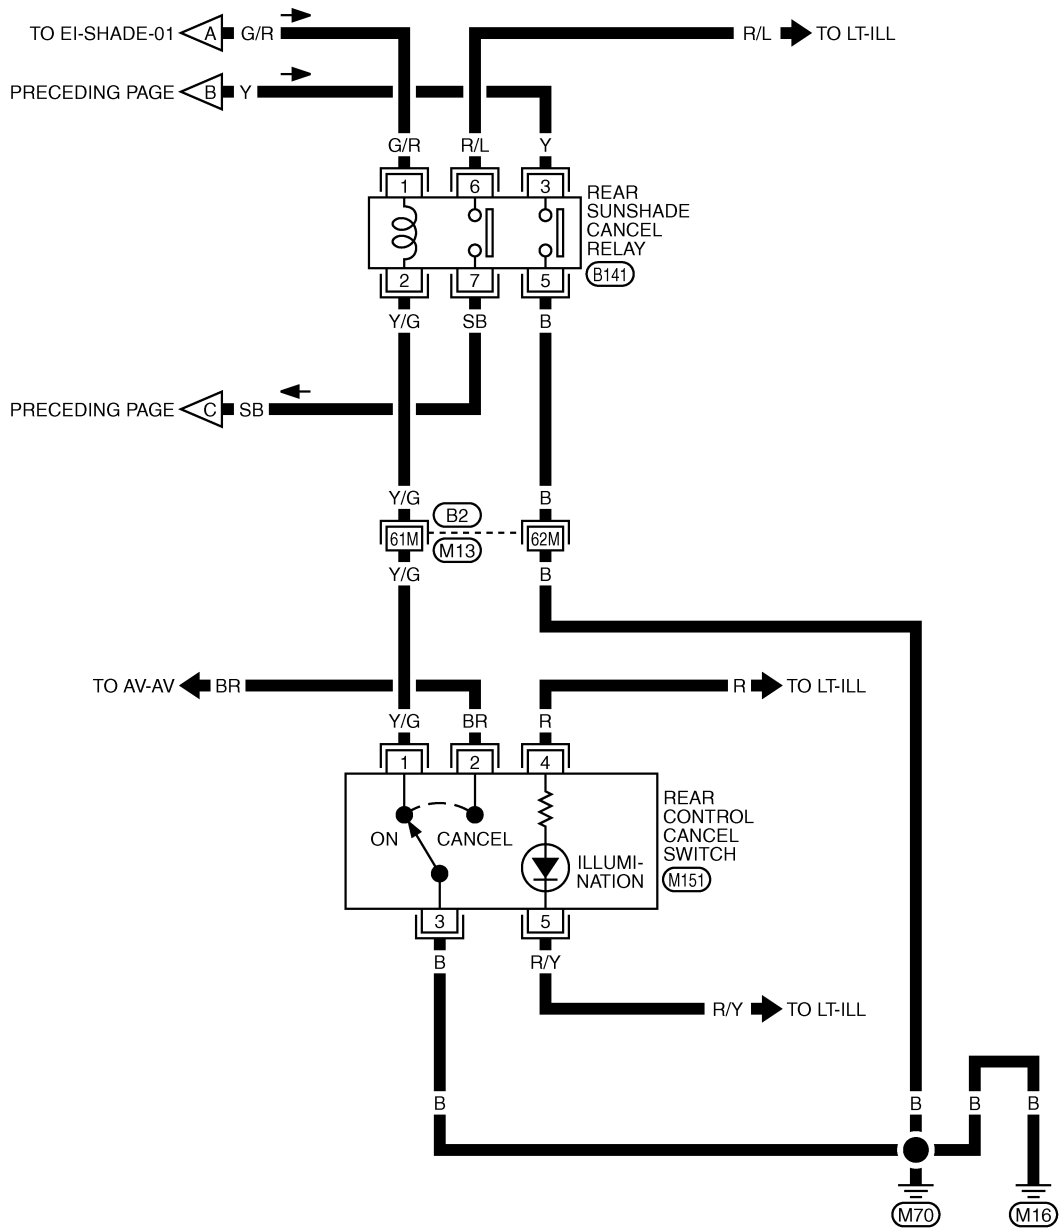 TO EI-SHADE-01 A G/R
R/L TO LT-ILL
PRECEDING PAGE B Y
G/R R/L Y
1 6 3
REAR
SUNSHADE
CANCEL
RELAY
B141
2 7 5
Y/G SB B
PRECEDING PAGE C SB
Y/G B
B2
61M 62M
M13
Y/G B
TO AV-AV BR
R TO LT-ILL
Y/G BR R
1 2 4
REAR
CONTROL
CANCEL
SWITCH
M151
ON CANCEL
ILLUMI-
NATION
3 5
B R/Y
R/Y TO LT-ILL
B B B B
M70 M16